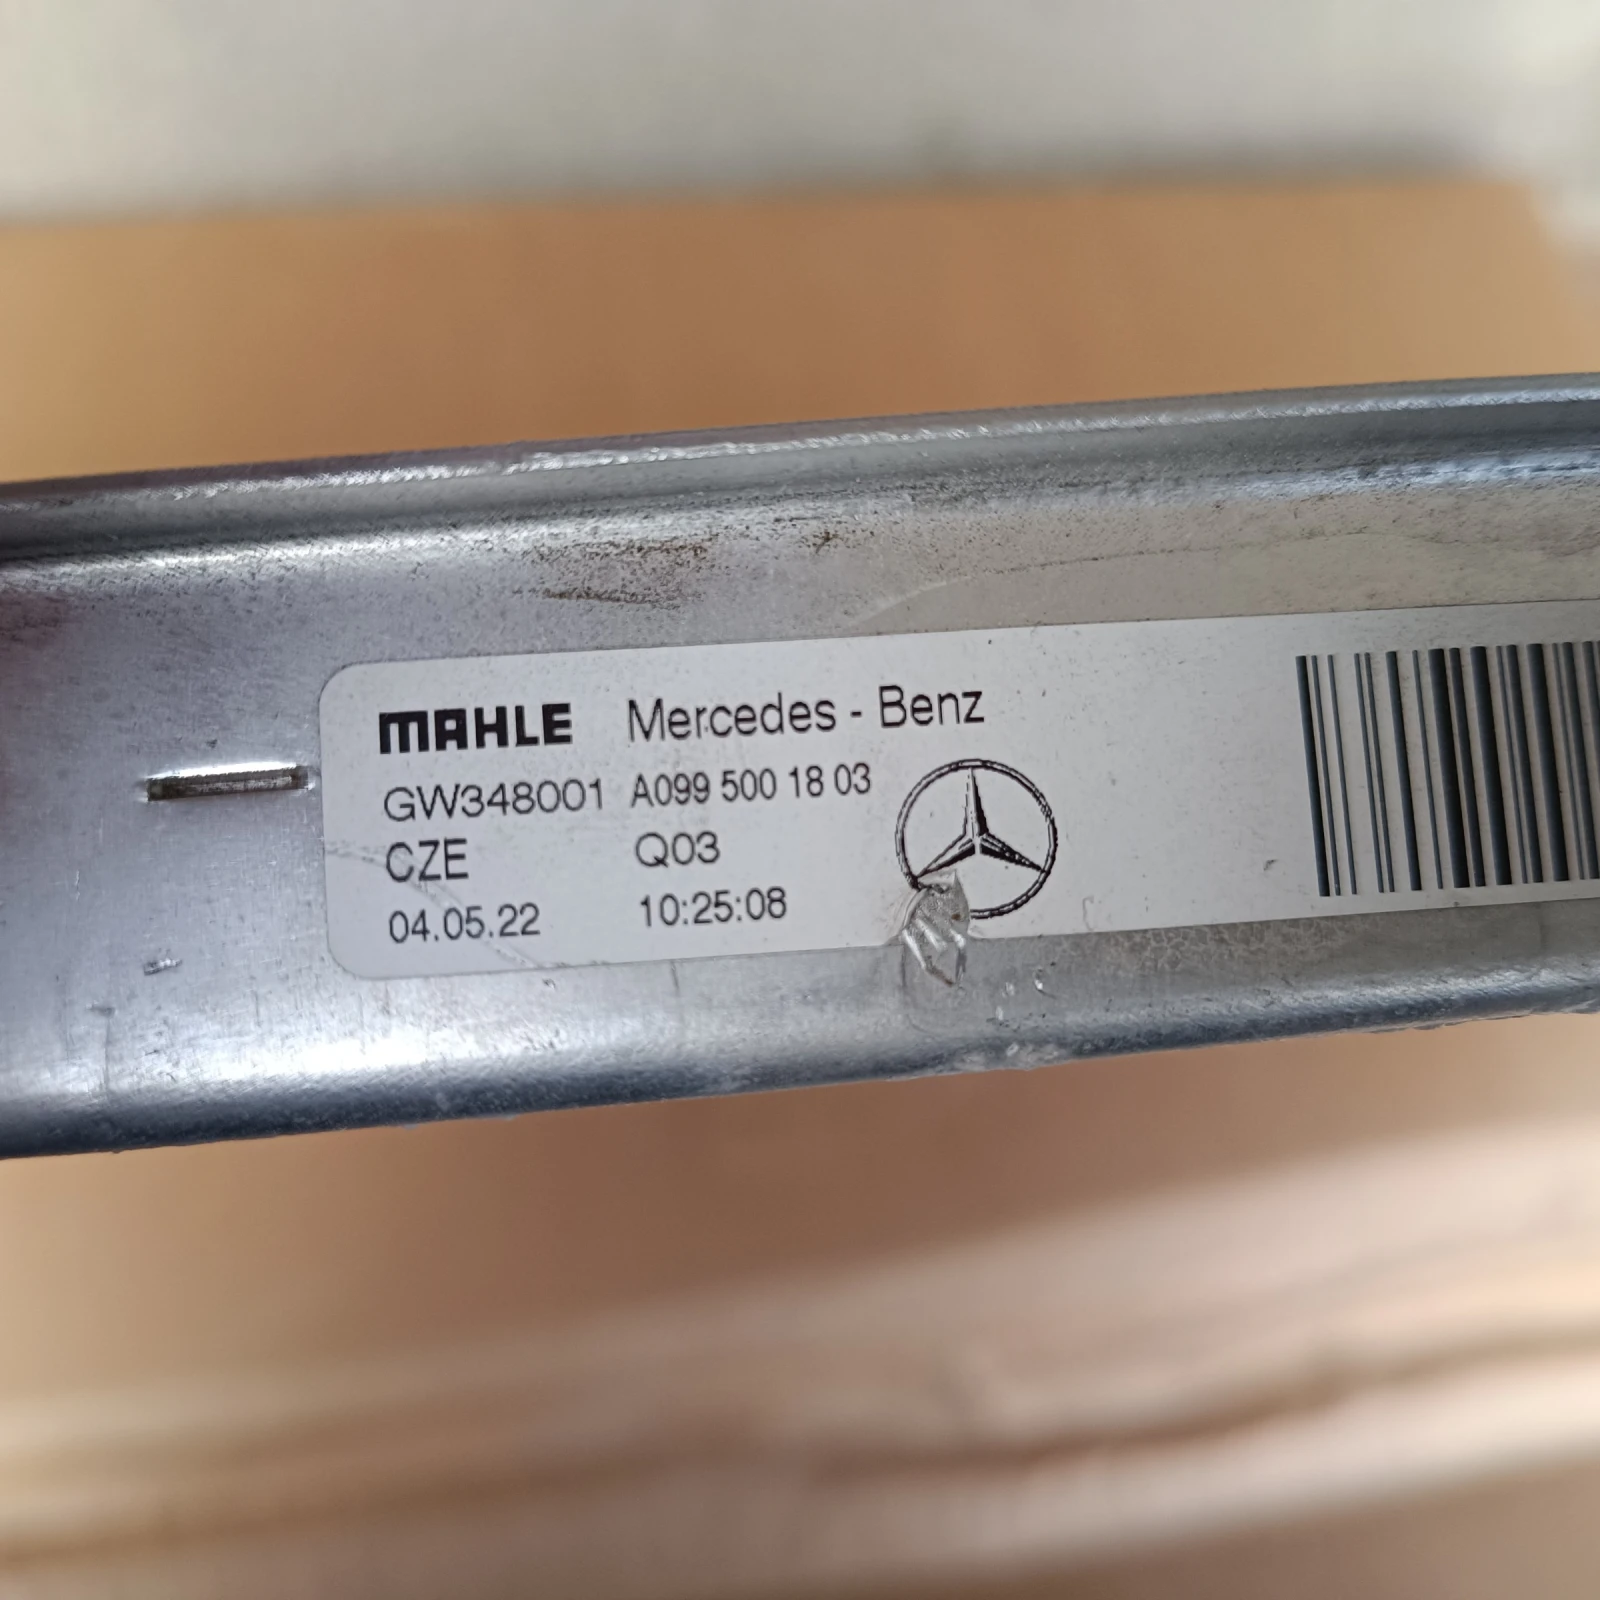 MAHLE Mercedes - Benz
GW348001 A099 500 18 03
CZE Q03
04.05.22 10:25:08